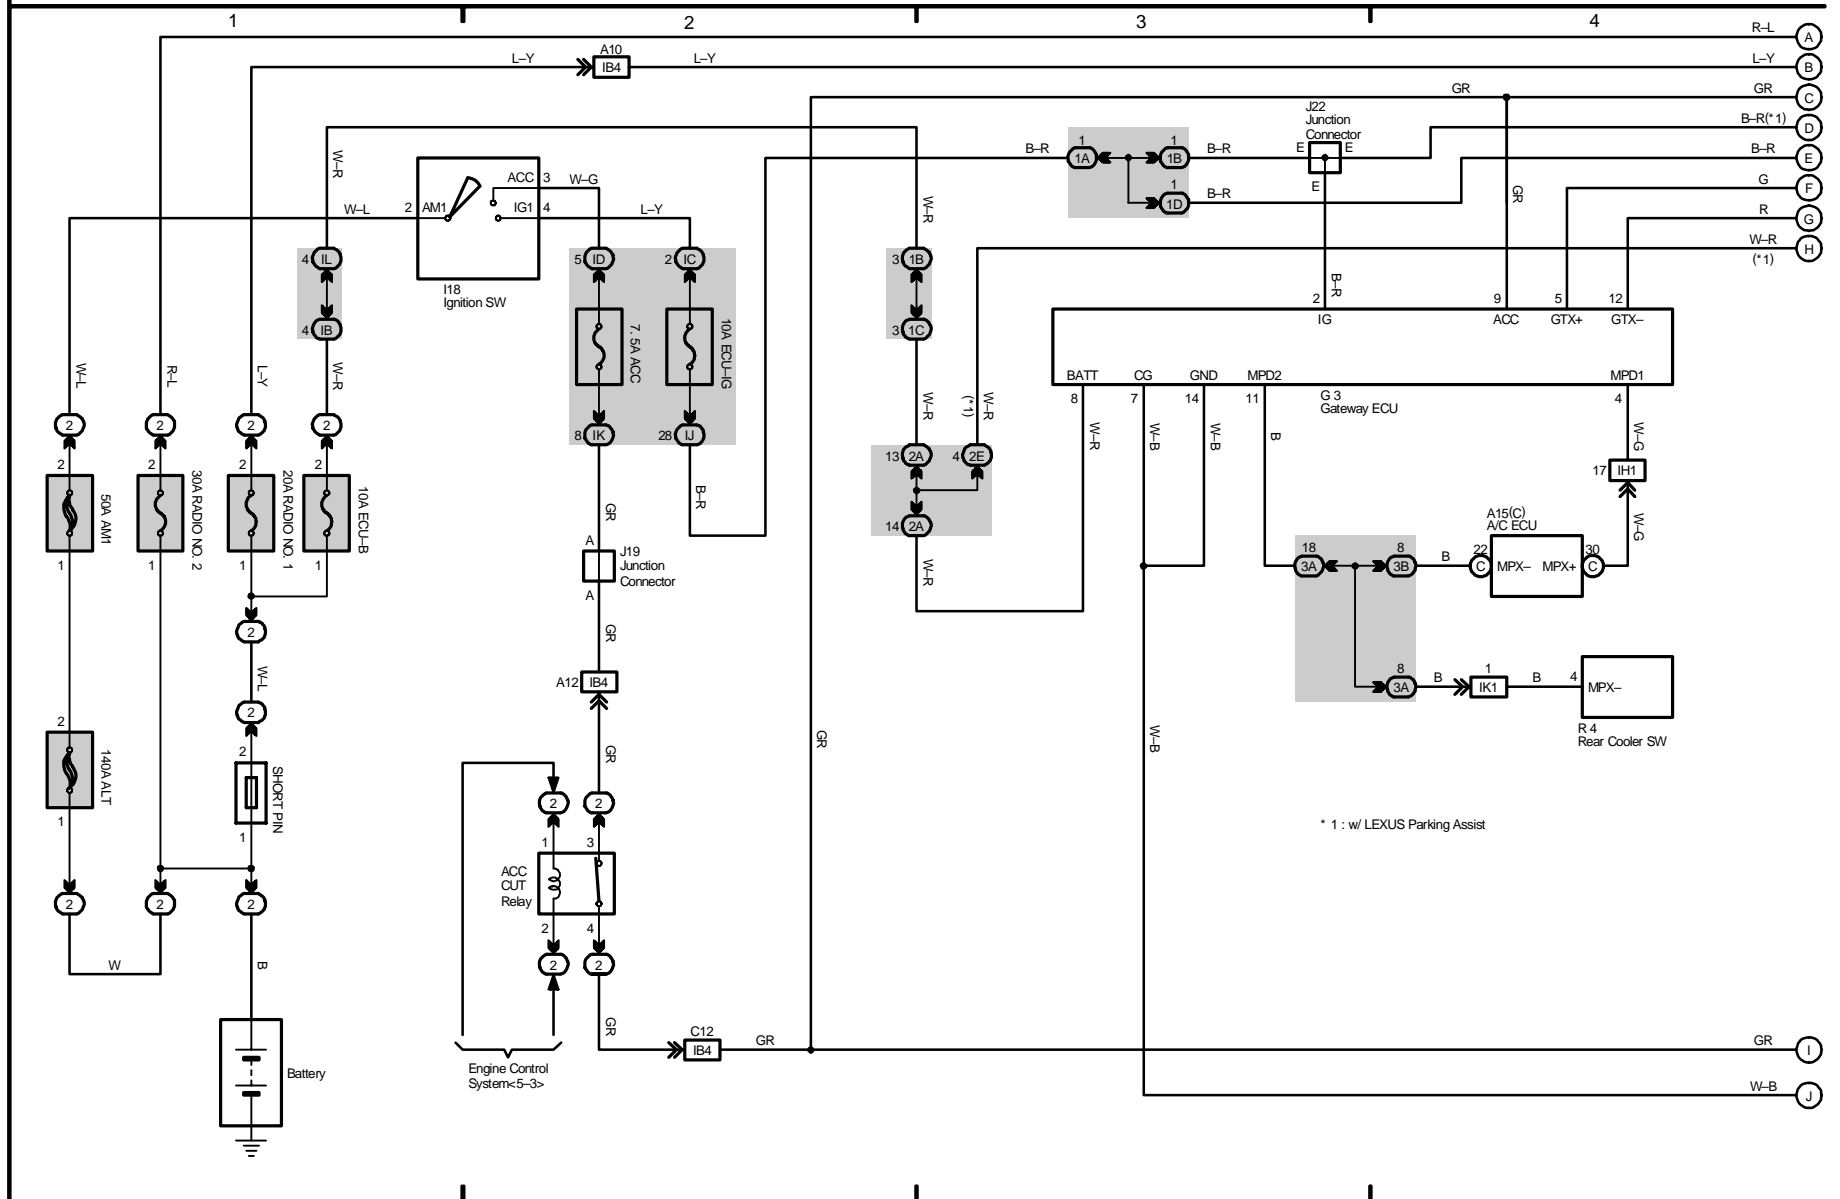 1 2 3 4
R–L A
L–Y A10 IB4 L–Y L–Y B
GR GR C
J22
Junction
Connector
B–R(*1) D
B–R 1 1A 1 1B B–R E E E B–R E
1 1D B–R
G F
R G
W–R H
(*1)
W–R
W–L 2 AM1 ACC 3 W–G
IG1 4 L–Y
I18
Ignition SW
W–R
GR
4 IL
4 IB
5 ID 2 IC
7. 5A ACC
10A ECU–IG
8 IK 28 IJ
3 1B
3 1C
B–R
2 9 5 12
IG ACC GTX+ GTX–
BATT CG GND MPD2 MPD1
8 7 14 11 4
G 3
Gateway ECU
W–L R–L L–Y W–R
2 2 2 2
2 2 2 2
50A AM1
30A RADIO NO. 2
20A RADIO NO. 1
10A ECU–B
1 1 1 1
W–R W–R
(*1)
13 2A 4 2E
14 2A
W–R
W–R W–B W–B B W–G
17 IH1
W–G
A15(C)
A/C ECU
18 3A 8 3B B 22 C MPX– MPX+ 30 C
8 3A B 1 IK1 B 4 MPX–
R 4
Rear Cooler SW
GR B–R
A
J19
Junction
Connector
A
GR
A12 IB4
GR
2
W–L
2
2
SHORT PIN
1
2
140A ALT
1
2 2 2
W
B
Battery
2 2
1 3
ACC
CUT
Relay
2 4
2 2
GR
Engine Control
System<5–3>
C12
IB4 GR
GR
W–B
* 1 : w/ LEXUS Parking Assist
GR I
W–B J